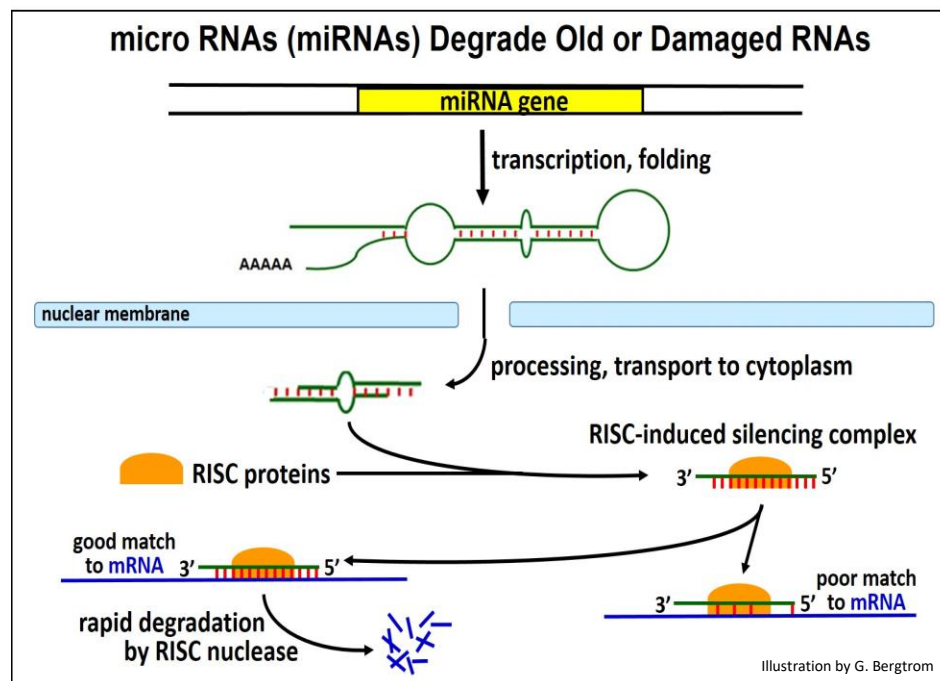 micro RNAs (miRNAs) Degrade Old or Damaged RNAs
miRNA gene
transcription, folding
AAAAA
nuclear membrane
processing, transport to cytoplasm
RISC-induced silencing complex
RISC proteins
3’ 5’
good match
to mRNA
3’ 5’
poor match
to mRNA
3’ 5’
rapid degradation
by RISC nuclease
Illustration by G. Bergtrom